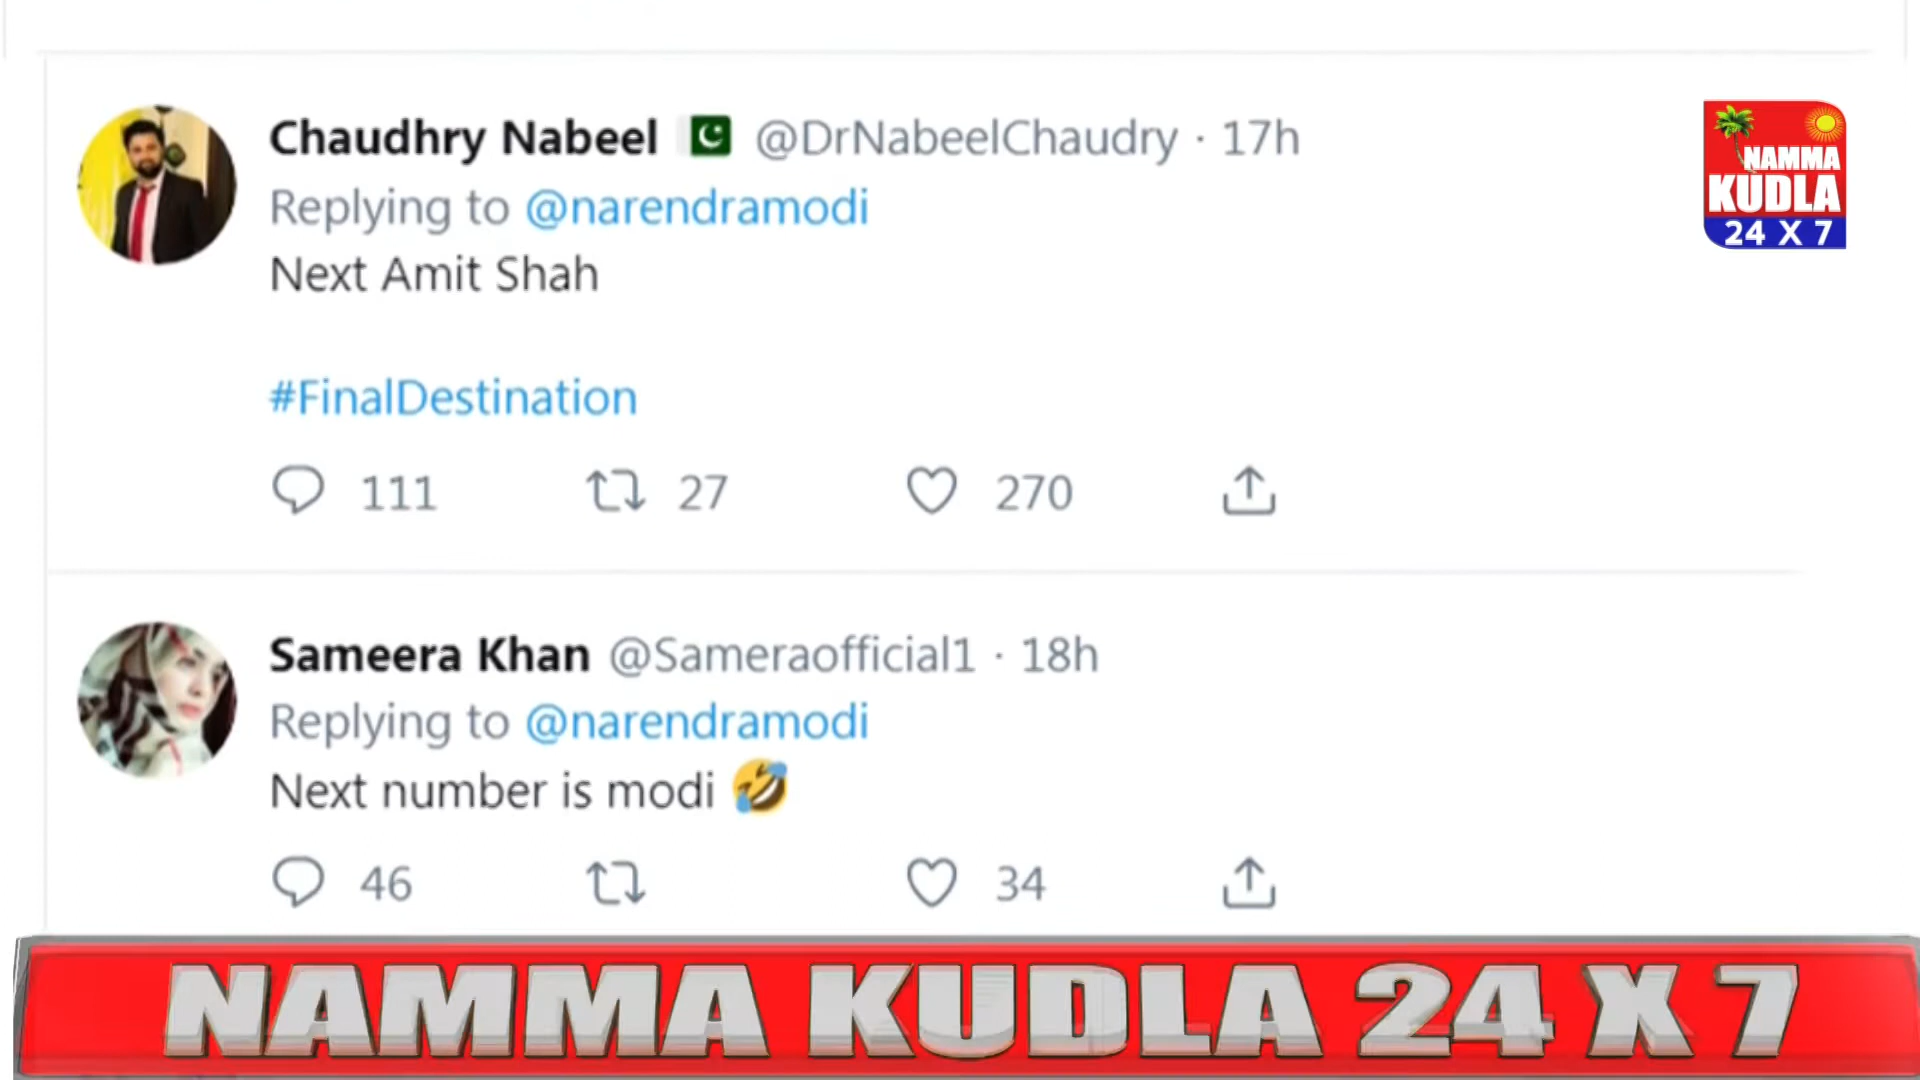 Chaudhry Nabeel @DrNabeelChaudry · 17h
Replying to @narendramodi
Next Amit Shah
#FinalDestination
111 27 270
NAMMA
KUDLA
24 X 7
Sameera Khan @Sameraofficial1 · 18h
Replying to @narendramodi
Next number is modi 🤣
46 34
NAMMA KUDLA 24 X 7